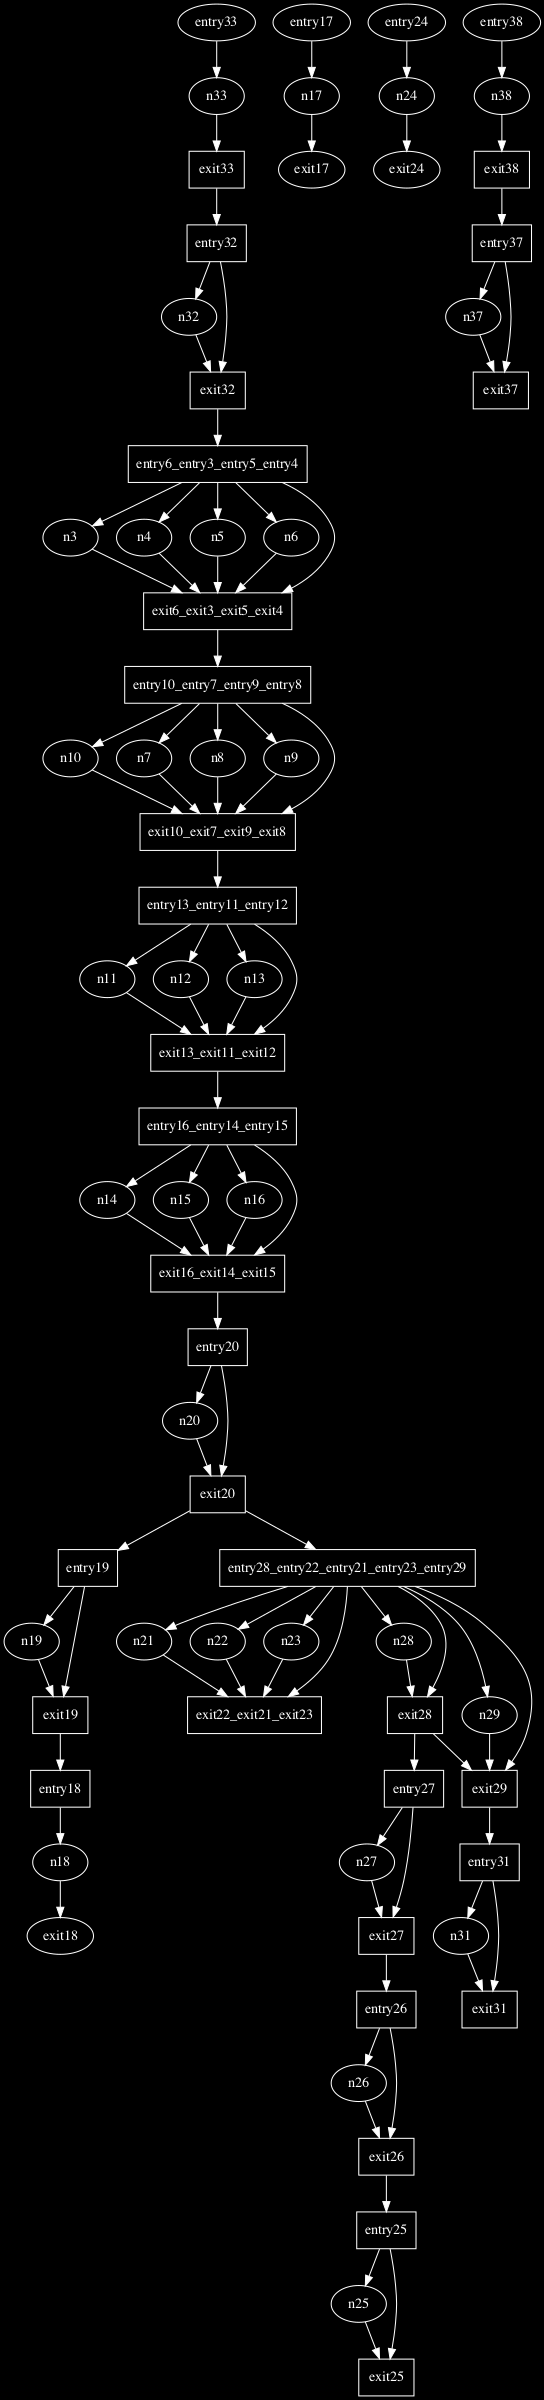 entry33
entry17
entry24
entry38
n33
n17
n24
n38
exit33
exit17
exit24
exit38
entry32
entry37
n32
n37
exit32
exit37
entry6_entry3_entry5_entry4
n3
n4
n5
n6
exit6_exit3_exit5_exit4
entry10_entry7_entry9_entry8
n10
n7
n8
n9
exit10_exit7_exit9_exit8
entry13_entry11_entry12
n11
n12
n13
exit13_exit11_exit12
entry16_entry14_entry15
n14
n15
n16
exit16_exit14_exit15
entry20
n20
exit20
entry19
entry28_entry22_entry21_entry23_entry29
n19
n21
n22
n23
n28
exit19
exit22_exit21_exit23
exit28
n29
entry18
entry27
exit29
n18
n27
entry31
exit18
exit27
n31
entry26
exit31
n26
exit26
entry25
n25
exit25